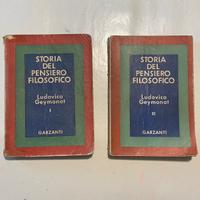 STORIA
DEL
PENSIERO
FILOSOFICO
Ludovico
Geymonat
I
GARZANTI
STORIA
DEL
PENSIERO
FILOSOFICO
Ludovico
Geymonat
II
GARZANTI